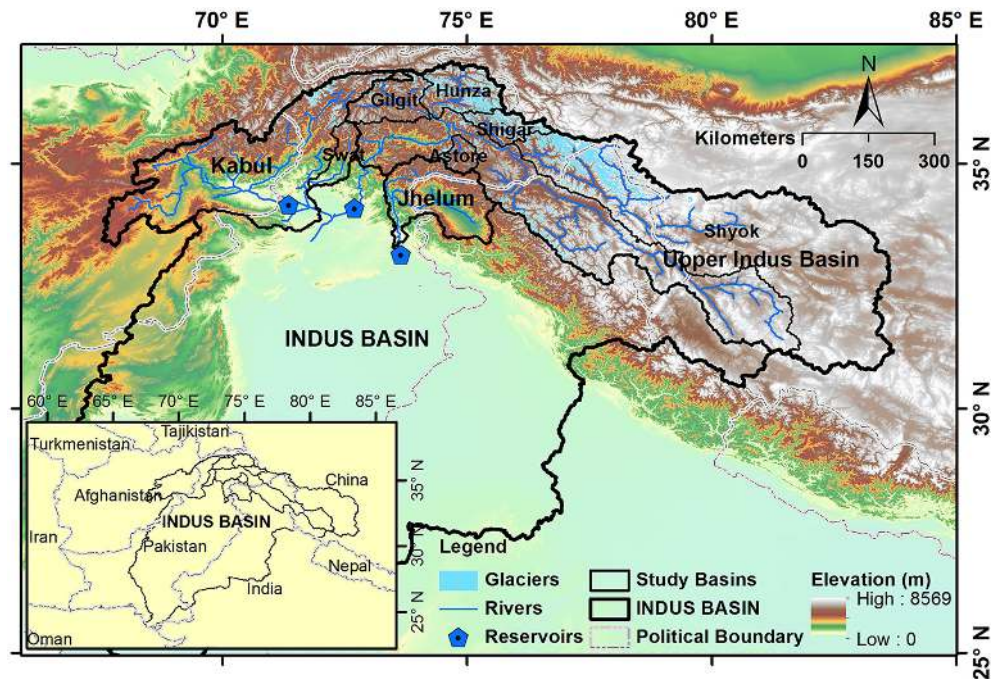 70° E 75° E 80° E 85° E
N
Kilometers
0 150 300
35° N
30° N
25° N
Hunza
Gilgit
Shigar
Swat
Astore
Kabul
Jhelum
Shyok
Upper Indus Basin
INDUS BASIN
60° E 65° E 70° E 75° E 80° E 85° E
35° N
30° N
25° N
Tajikistan
Turkmenistan
China
Afghanistan
INDUS BASIN
Iran
Pakistan
Nepal
India
Oman
Legend
Glaciers
Rivers
Reservoirs
Study Basins
INDUS BASIN
Political Boundary
Elevation (m)
High : 8569
Low : 0